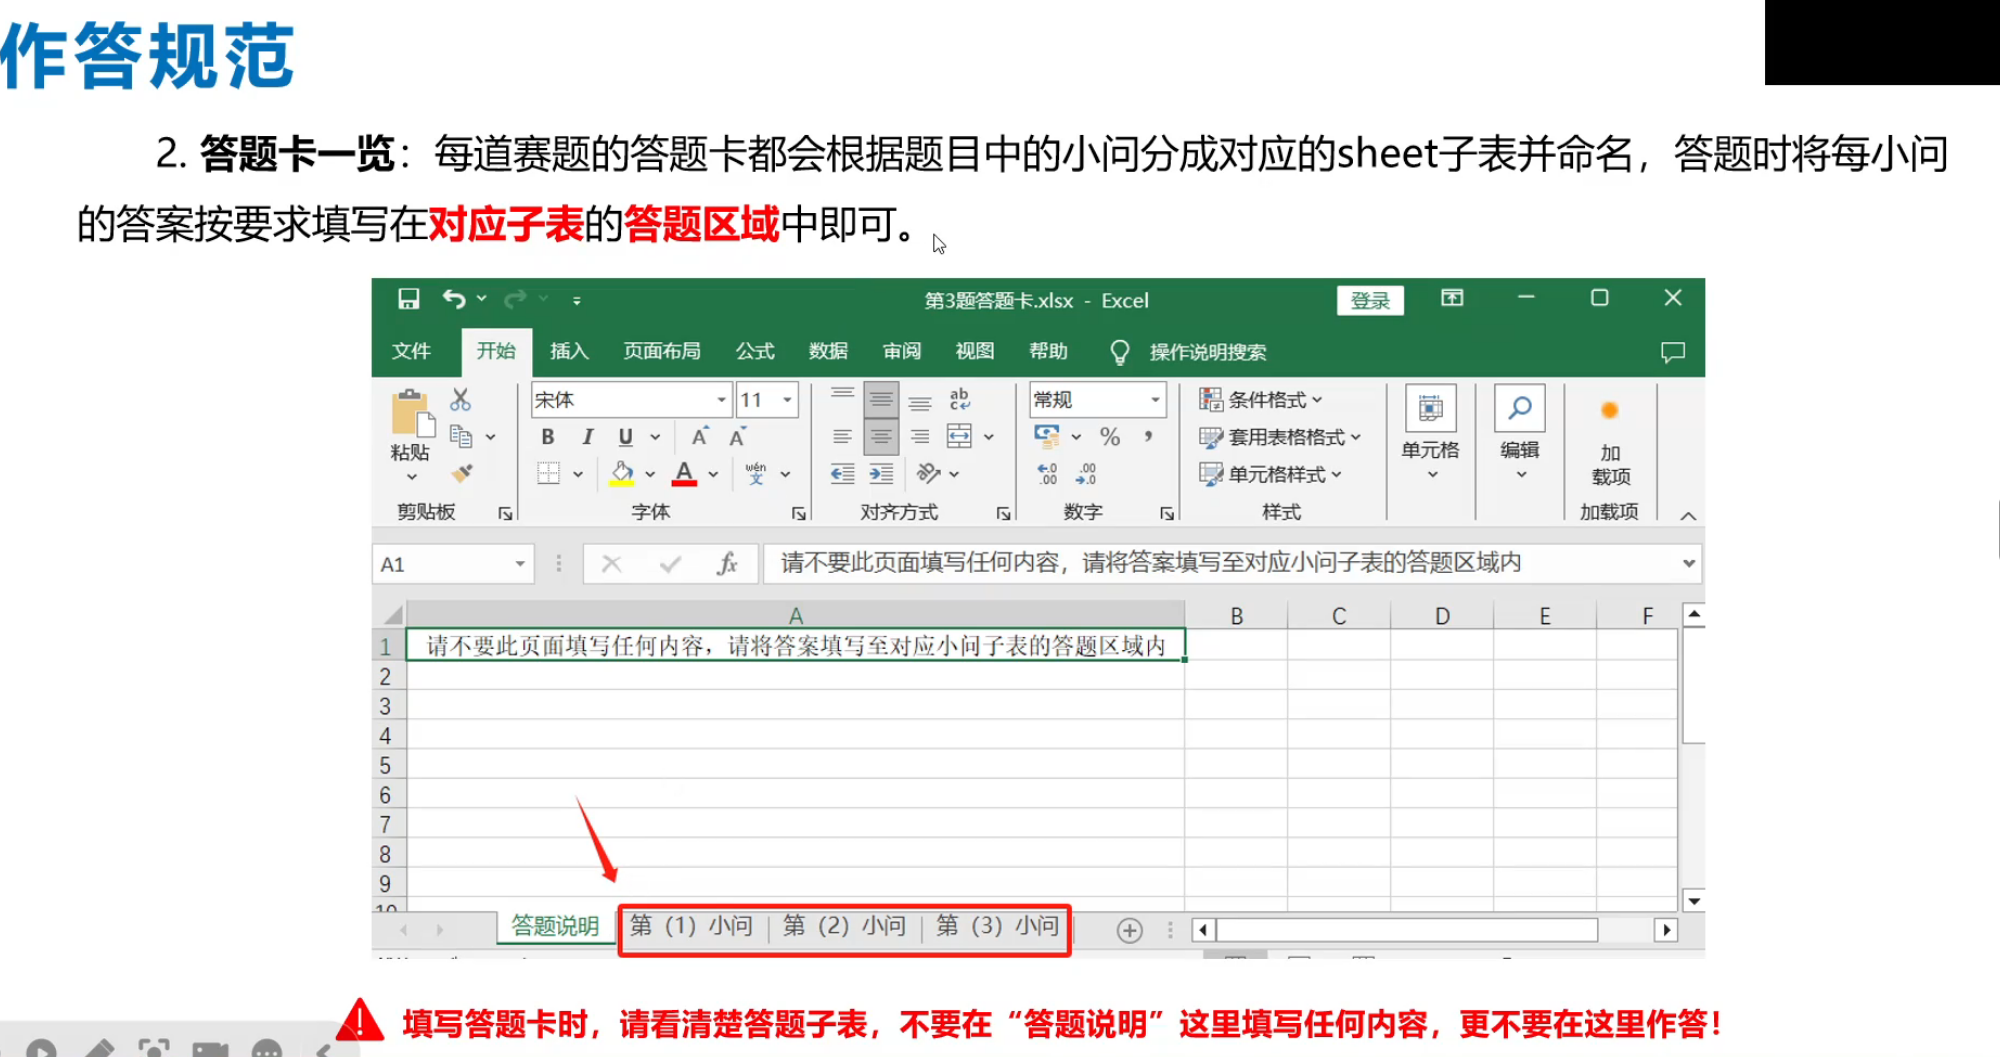 作答规范
2. 答题卡一览：每道赛题的答题卡都会根据题目中的小问分成对应的sheet子表并命名，答题时将每小问
的答案按要求填写在对应子表的答题区域中即可。
第3题答题卡.xlsx - Excel
登录
文件 开始 插入 页面布局 公式 数据 审阅 视图 帮助 操作说明搜索
宋体 11 常规 条件格式
粘贴 B I U A A % 套用表格格式 单元格 编辑 加
载项
A wén 文 单元格样式
剪贴板 字体 对齐方式 数字 样式 加载项
A1 fx 请不要此页面填写任何内容，请将答案填写至对应小问子表的答题区域内
A B C D E F
1 请不要此页面填写任何内容，请将答案填写至对应小问子表的答题区域内
2
3
4
5
6
7
8
9
10
答题说明 第（1）小问 第（2）小问 第（3）小问
填写答题卡时，请看清楚答题子表，不要在“答题说明”这里填写任何内容，更不要在这里作答！